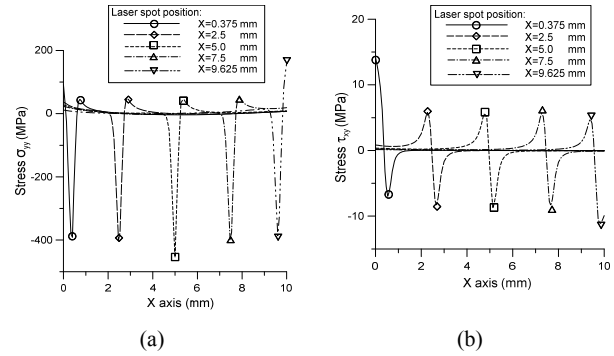 Laser spot position:
X=0.375 mm
X=2.5 mm
X=5.0 mm
X=7.5 mm
X=9.625 mm
200
0
-200
-400
Stress σyy (MPa)
0 2 4 6 8 10
X axis (mm)
(a)
Laser spot position:
X=0.375 mm
X=2.5 mm
X=5.0 mm
X=7.5 mm
X=9.625 mm
20
10
0
-10
Stress τxy (MPa)
0 2 4 6 8 10
X axis (mm)
(b)